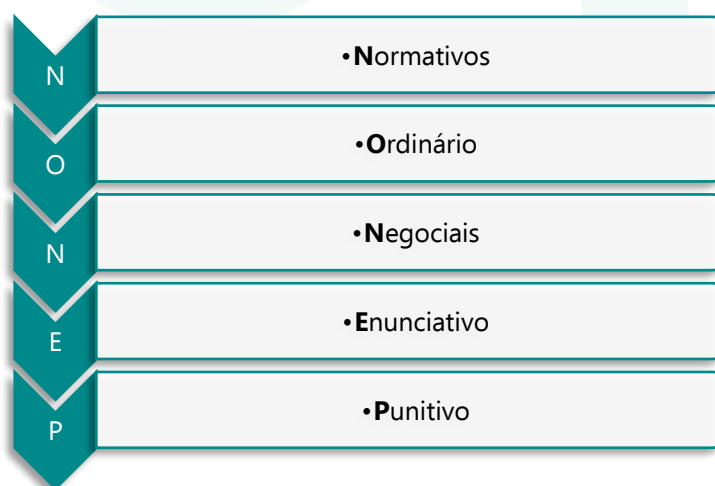 N
•Normativos
O
•Ordinário
N
•Negociais
E
•Enunciativo
P
•Punitivo